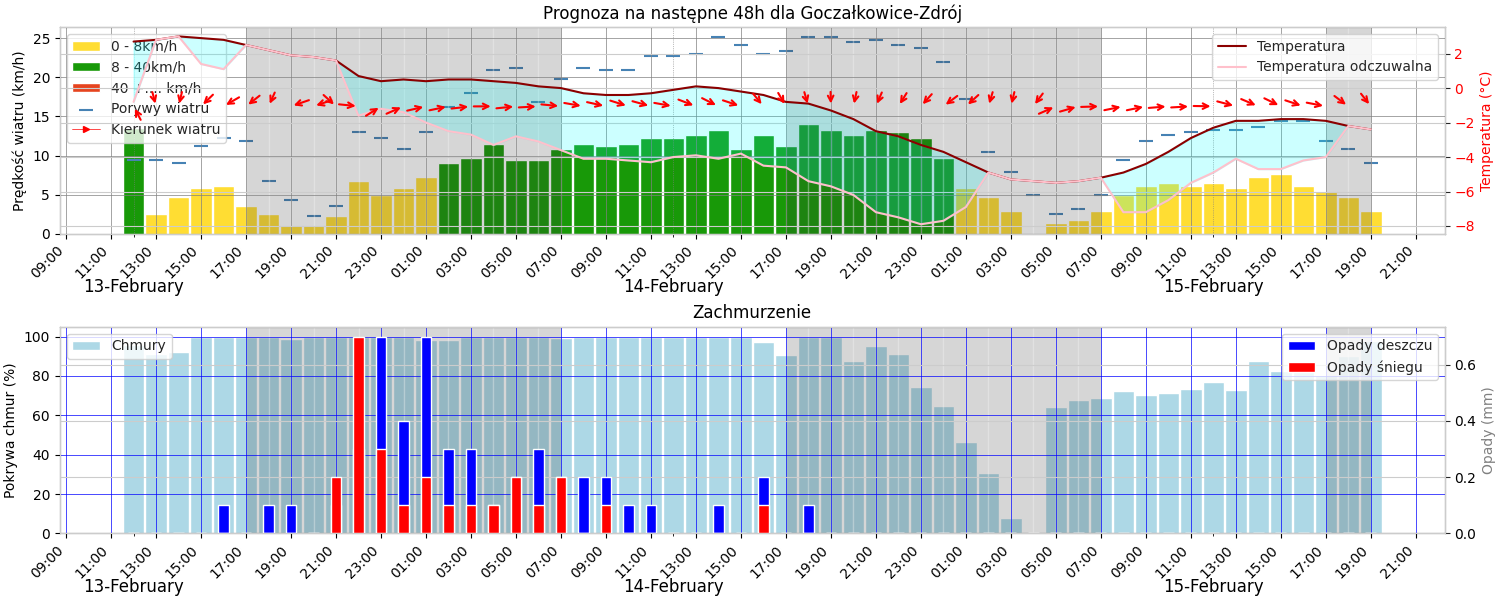 Prognoza na następne 48h dla Goczałkowice-Zdrój
Prędkość wiatru (km/h)
25
20
15
10
5
0
0 - 8km/h
8 - 40km/h
km/h
Porywy wiatru
Kierunek wiatru
Temperatura
Temperatura odczuwalna
2
0
−2
−4
−6
−8
Temperatura (°C)
09:00 11:00 13:00 15:00 17:00 19:00 21:00 23:00 01:00 03:00 05:00 07:00 09:00 11:00 13:00 15:00 17:00 19:00 21:00 23:00 01:00 03:00 05:00 07:00 09:00 11:00 13:00 15:00 17:00 19:00 21:00
13-February 14-February 15-February
Zachmurzenie
Pokrywa chmur (%)
100
80
60
40
20
0
Chmury
Opady deszczu
Opady śniegu
0.6
0.4
0.2
0.0
Opady (mm)
09:00 11:00 13:00 15:00 17:00 19:00 21:00 23:00 01:00 03:00 05:00 07:00 09:00 11:00 13:00 15:00 17:00 19:00 21:00 23:00 01:00 03:00 05:00 07:00 09:00 11:00 13:00 15:00 17:00 19:00 21:00
13-February 14-February 15-February